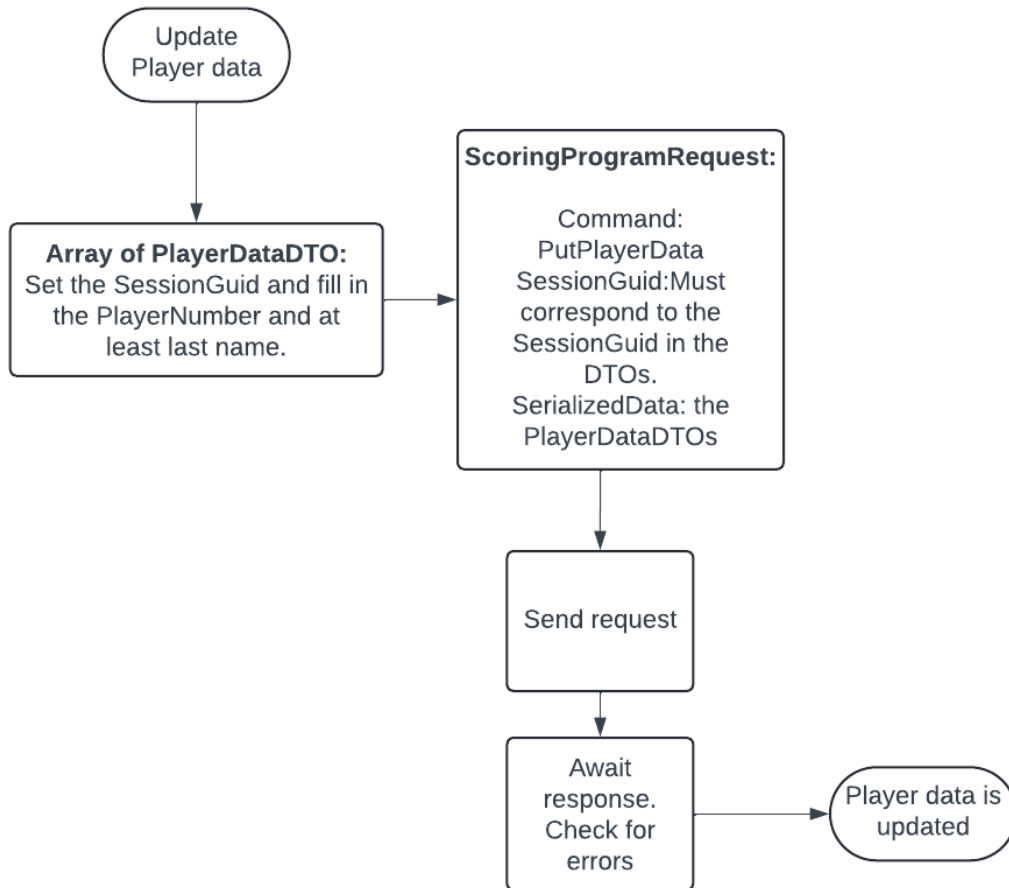 Update
Player data
Array of PlayerDataDTO:
Set the SessionGuid and fill in
the PlayerNumber and at
least last name.
ScoringProgramRequest:
Command:
PutPlayerData
SessionGuid:Must
correspond to the
SessionGuid in the
DTOs.
SerializedData: the
PlayerDataDTOs
Send request
Await
response.
Check for
errors
Player data is
updated